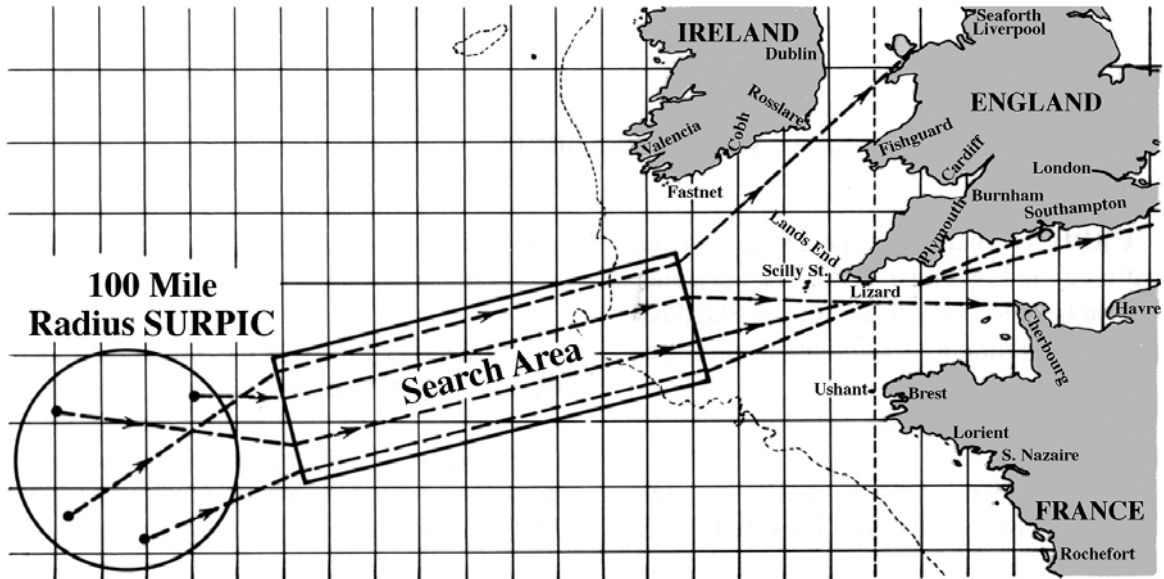 IRELAND
Dublin
Rosslare
Cobh
Valencia
Fastnet
Seaforth
Liverpool
ENGLAND
Fishguard
Cardiff
London
Burnham
Southampton
Plymouth
Lands End
Scilly St.
Lizard
100 Mile
Radius SURPIC
Search Area
Havre
Cherbourg
Ushant
Brest
Lorient
S. Nazaire
FRANCE
Rochefort